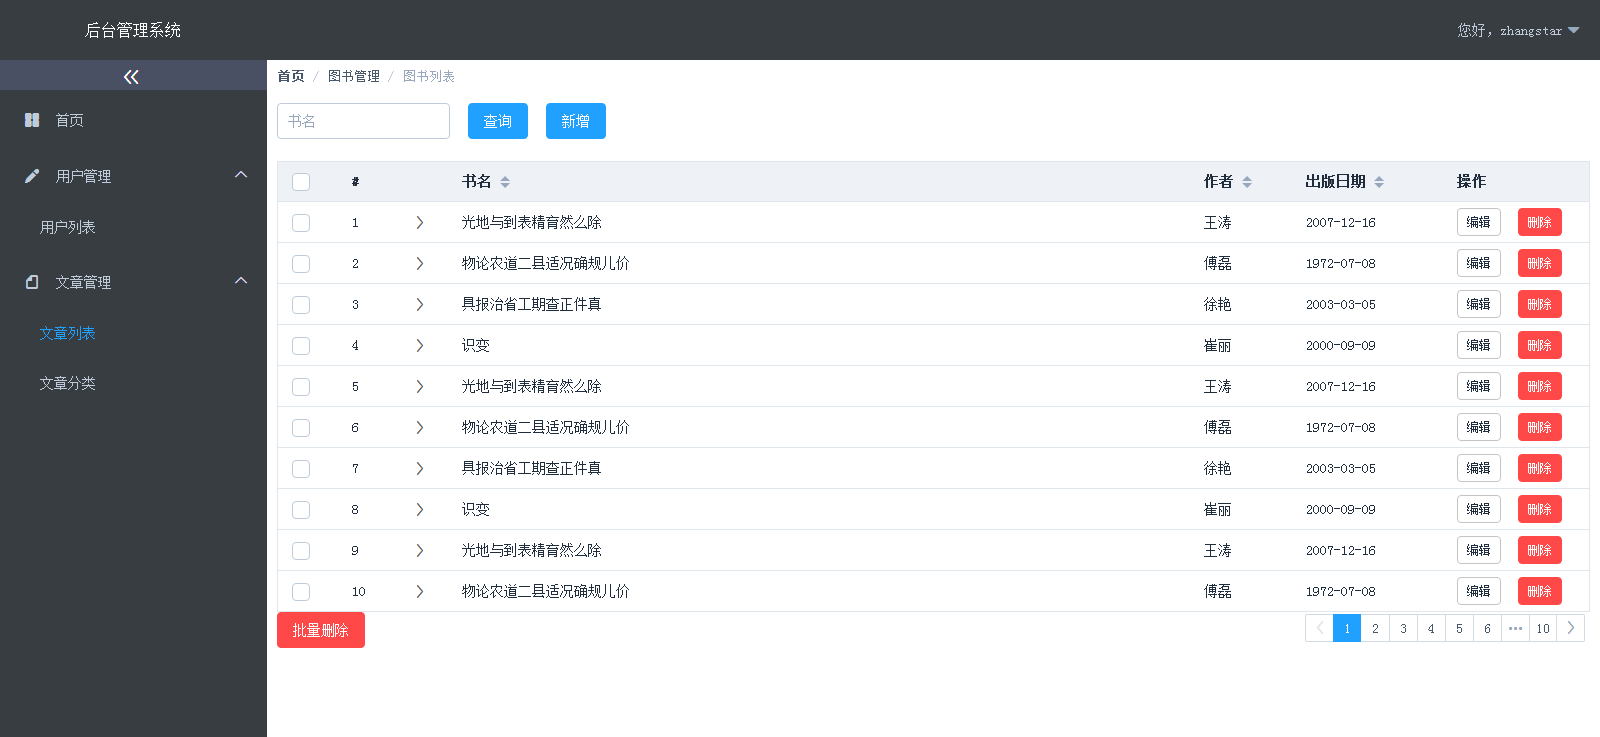 后台管理系统
您好，zhangstar
首页
用户管理
用户列表
文章管理
文章列表
文章分类
首页 / 图书管理 / 图书列表
书名 查询 新增
# 书名 作者 出版日期 操作
1 光地与到表精育然么除 王涛 2007-12-16 编辑 删除
2 物论农道二县适况确规儿价 傅磊 1972-07-08 编辑 删除
3 具报治省工期查正件真 徐艳 2003-03-05 编辑 删除
4 识变 崔丽 2000-09-09 编辑 删除
5 光地与到表精育然么除 王涛 2007-12-16 编辑 删除
6 物论农道二县适况确规儿价 傅磊 1972-07-08 编辑 删除
7 具报治省工期查正件真 徐艳 2003-03-05 编辑 删除
8 识变 崔丽 2000-09-09 编辑 删除
9 光地与到表精育然么除 王涛 2007-12-16 编辑 删除
10 物论农道二县适况确规儿价 傅磊 1972-07-08 编辑 删除
批量删除 1 2 3 4 5 6 ••• 10